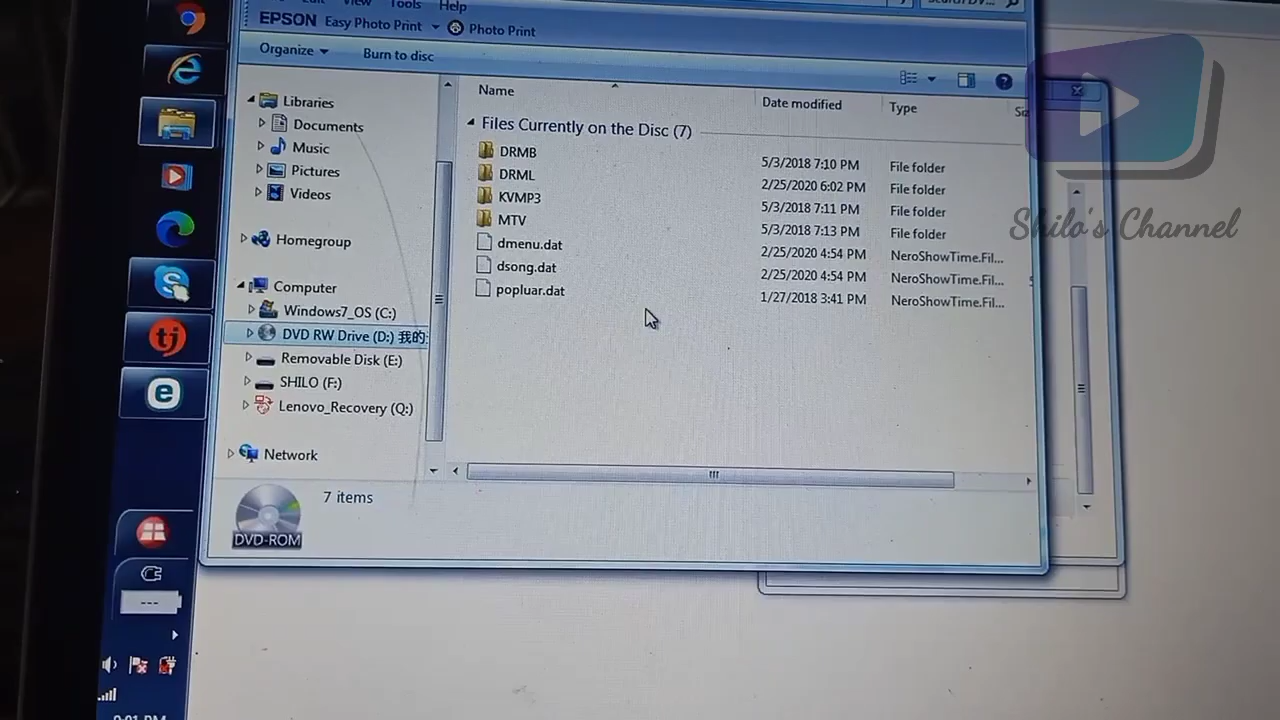 Edit View Tools Help
EPSON Easy Photo Print Photo Print
Organize Burn to disc
Name Date modified Type
Files Currently on the Disc (7)
DRMB 5/3/2018 7:10 PM File folder
DRML 2/25/2020 6:02 PM File folder
KVMP3 5/3/2018 7:11 PM File folder
MTV 5/3/2018 7:13 PM File folder
dmenu.dat 2/25/2020 4:54 PM NeroShowTime.Fil...
dsong.dat 2/25/2020 4:54 PM NeroShowTime.Fil...
popluar.dat 1/27/2018 3:41 PM NeroShowTime.Fil...
Libraries
Documents
Music
Pictures
Videos
Homegroup
Computer
Windows7_OS (C:)
DVD RW Drive (D:) 我的
Removable Disk (E:)
SHILO (F:)
Lenovo_Recovery (Q:)
Network
7 items
DVD-ROM
Shilo's Channel
tj
9:01 PM